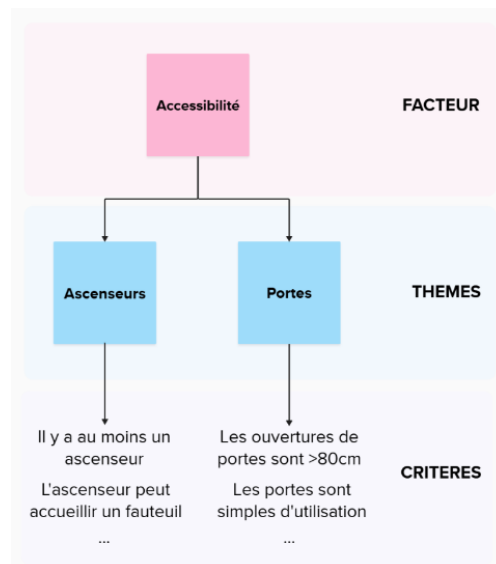 Accessibilité
FACTEUR
Ascenseurs
Portes
THEMES
Il y a au moins un
ascenseur
L'ascenseur peut
accueillir un fauteuil
...
Les ouvertures de
portes sont >80cm
Les portes sont
simples d'utilisation
...
CRITERES